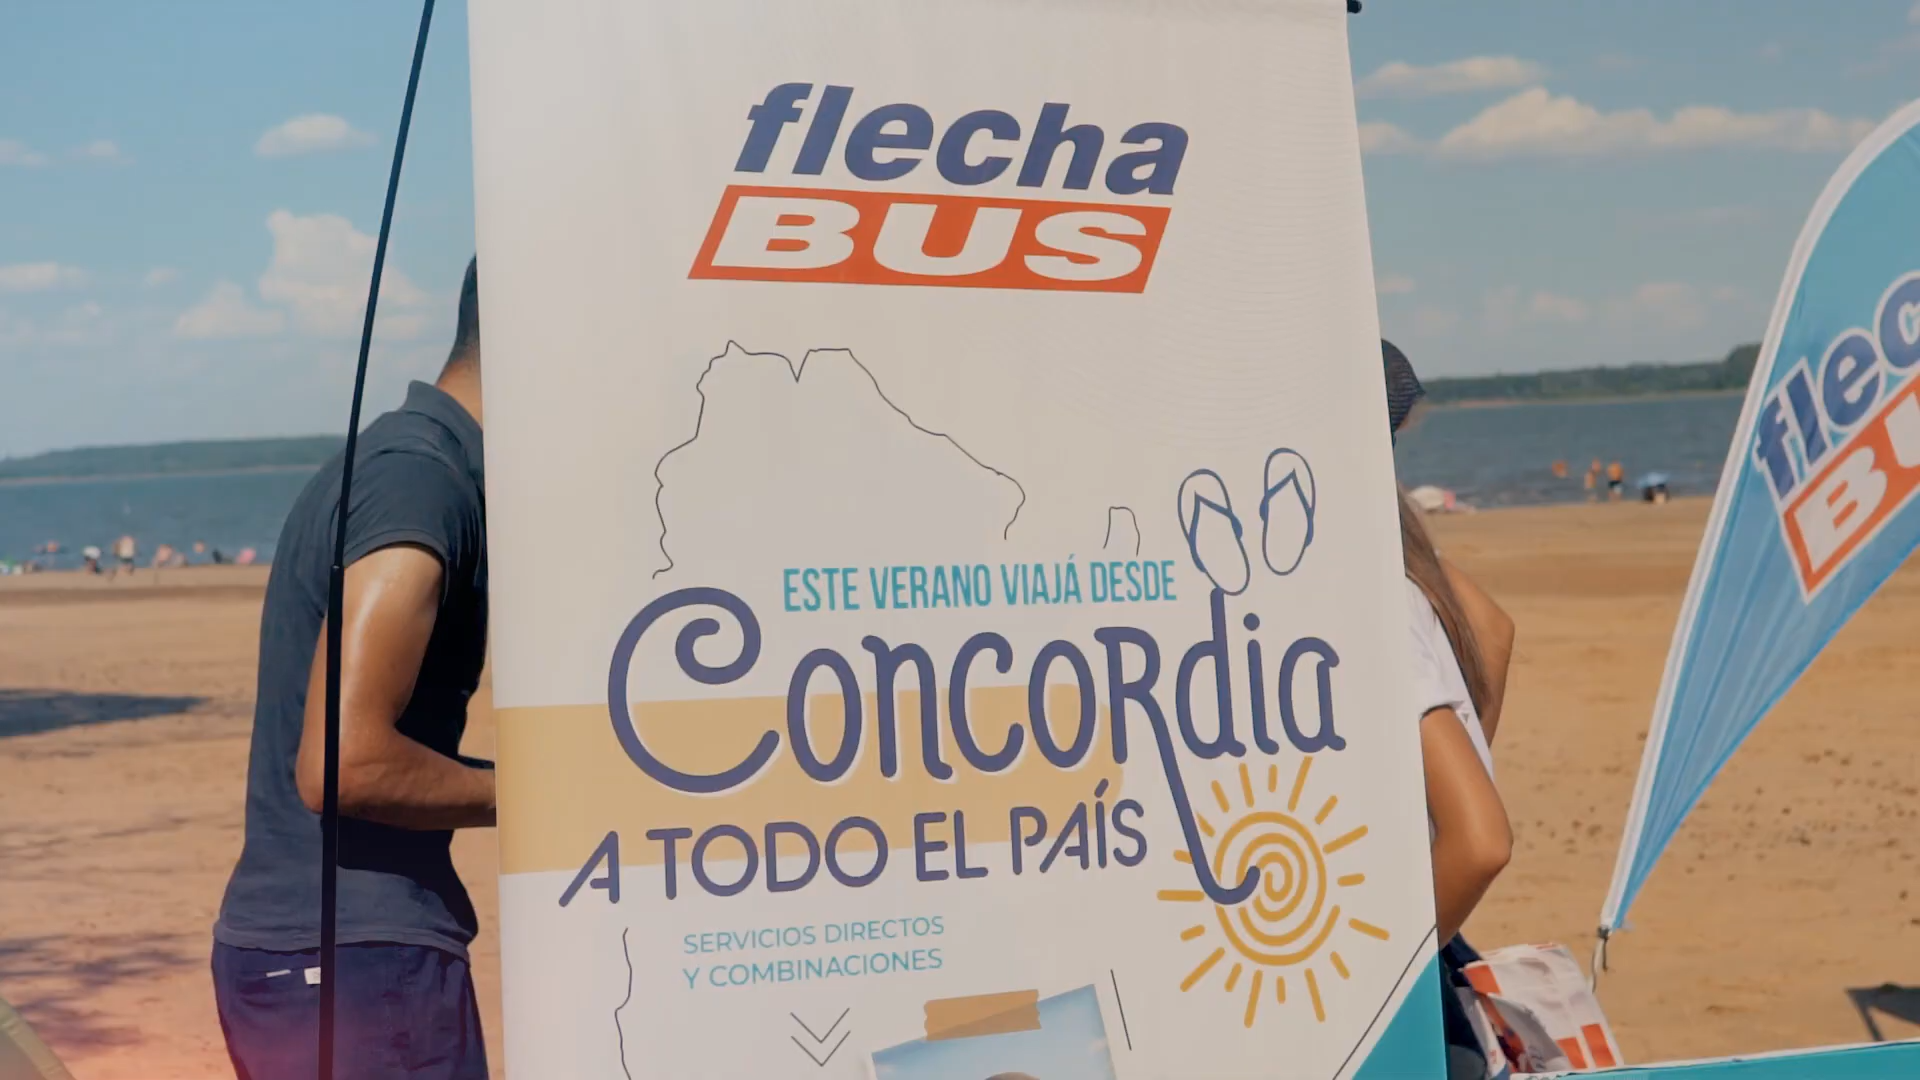 flecha
BUS
ESTE VERANO VIAJÁ DESDE
CONCORdia
A TODO EL PAÍS
SERVICIOS DIRECTOS
Y COMBINACIONES
flec
BU